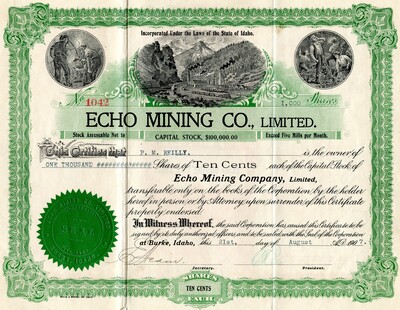 Incorporated Under the Laws of the State of Idaho.
No. 1042
1,000 Shares
ECHO MINING CO., LIMITED.
Stock Assessable Not to
CAPITAL STOCK, $100,000.00
Exceed Five Mills per Month.
This Certifies that P. M. REILLY. is the owner of
ONE THOUSAND Shares of Ten Cents each of the Capital Stock of
Echo Mining Company, Limited,
transferable only on the books of the Corporation by the holder
hereof in person or by Attorney upon surrender of this Certificate
properly endorsed.
In Witness Whereof, the said Corporation has caused this Certificate to be
signed by its duly authorized officers and to be sealed with the Seal of the Corporation
at Burke, Idaho, this 21st. day of August A.D. 1907.
Secretary.
President.
SHARES
TEN CENTS
EACH